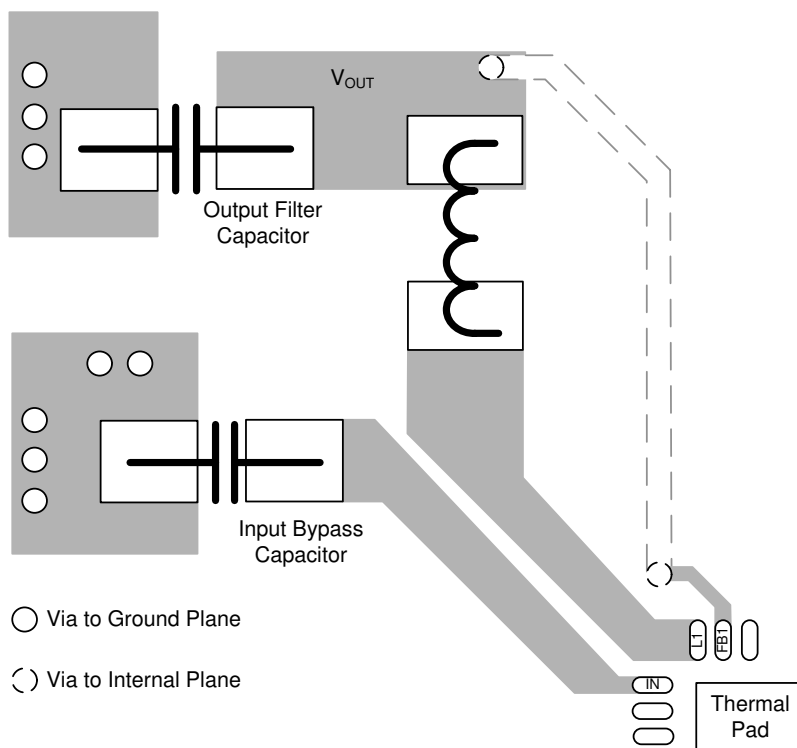 VOUT
Output Filter
Capacitor
Input Bypass
Capacitor
Via to Ground Plane
Via to Internal Plane
L1
FB1
IN
Thermal
Pad